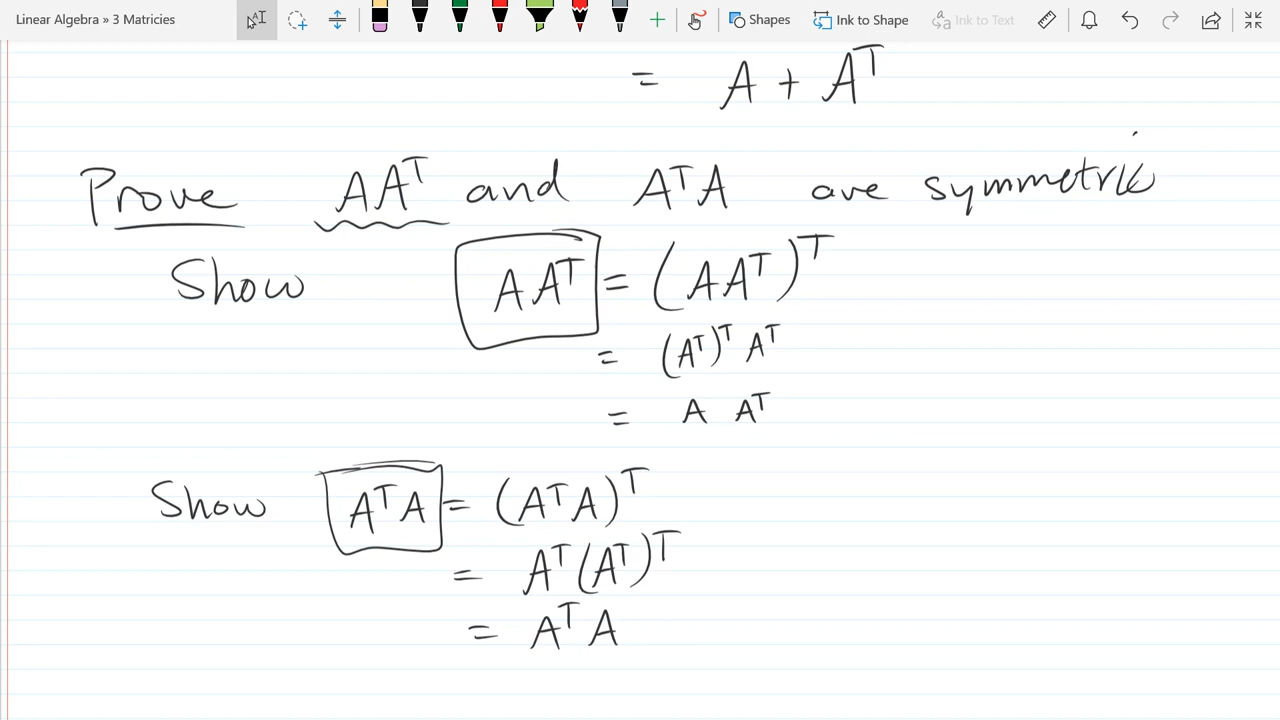 Linear Algebra » 3 Matricies
Shapes
Ink to Shape
Ink to Text
= A + Aᵀ
Prove AAᵀ and AᵀA are symmetric
Show AAᵀ = (AAᵀ)ᵀ
= (Aᵀ)ᵀ Aᵀ
= A Aᵀ
Show AᵀA = (AᵀA)ᵀ
= Aᵀ(Aᵀ)ᵀ
= AᵀA